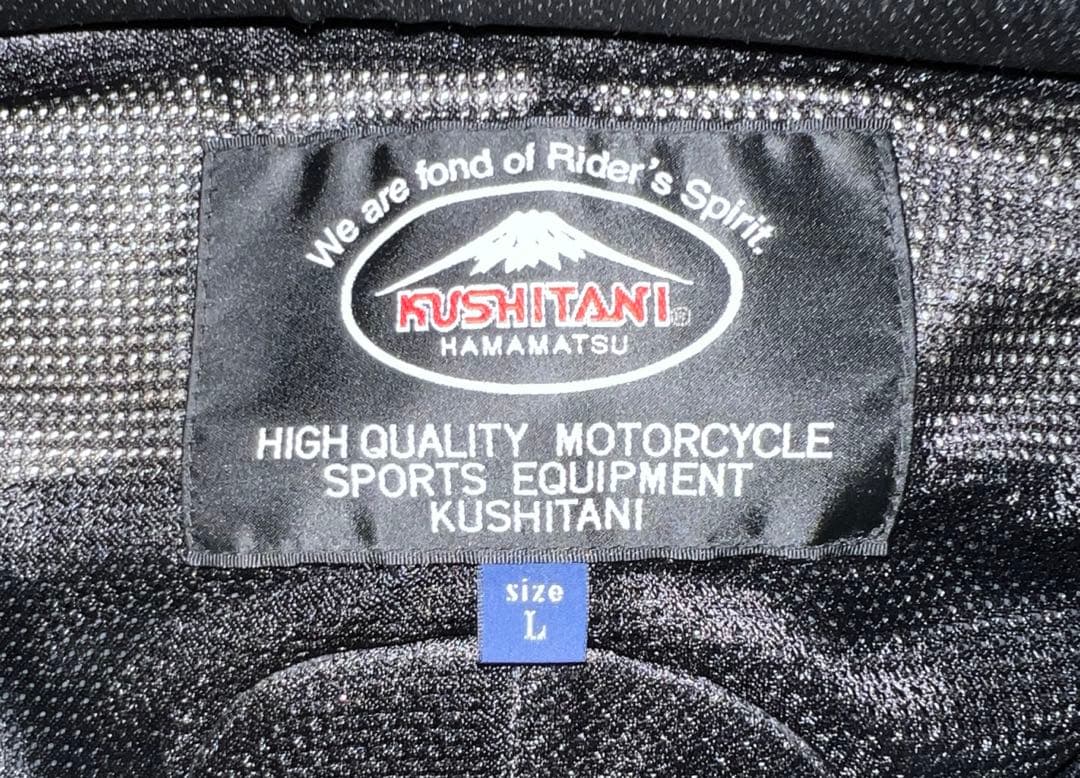 We are fond of Rider's Spirit.
KUSHITANI®
HAMAMATSU
HIGH QUALITY MOTORCYCLE
SPORTS EQUIPMENT
KUSHITANI
size
L